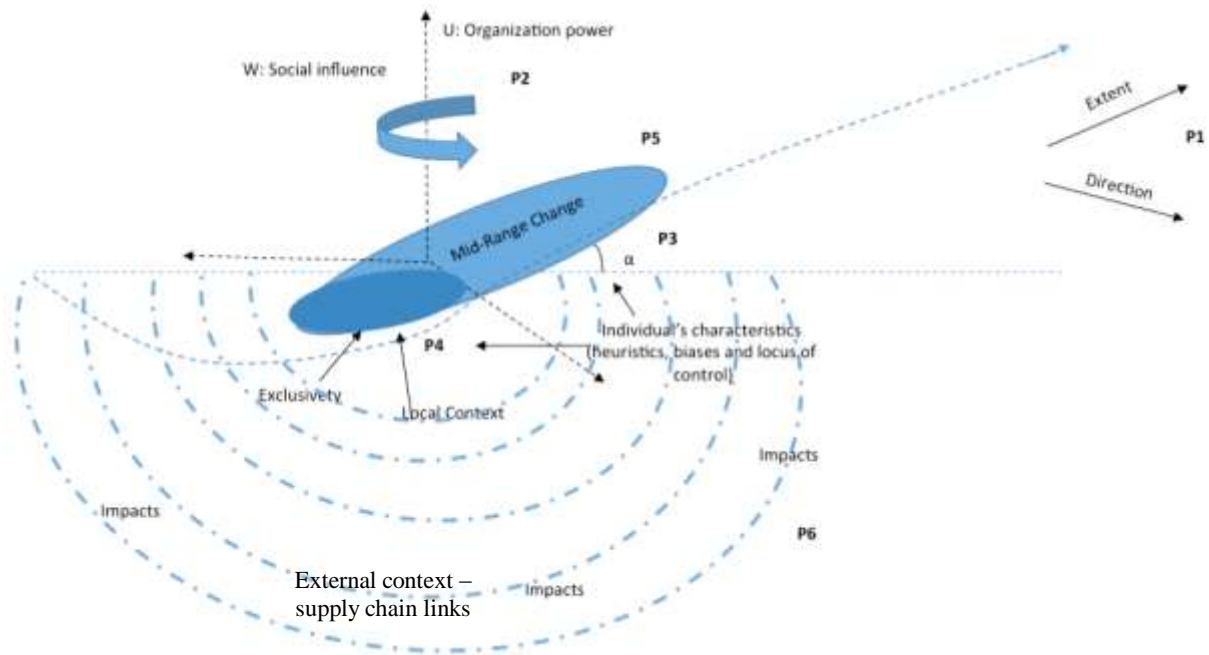 U: Organization power
W: Social influence
P2
Extent
P1
P5
Direction
Mid-Range Change
P3
α
Individual's characteristics
(heuristics, biases and locus of
control)
P4
Exclusivety
Local Context
Impacts
Impacts
P6
External context –
supply chain links
Impacts